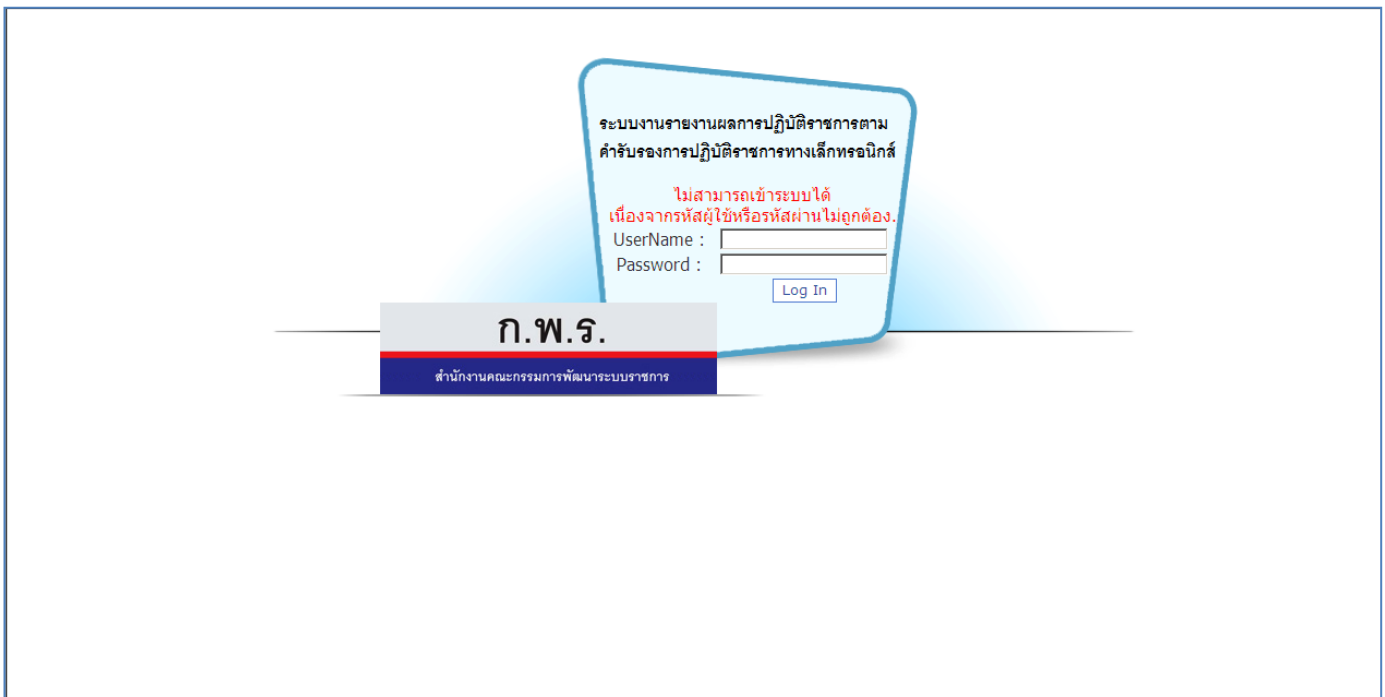 ระบบงานรายงานผลการปฏิบัติราชการตาม
คำรับรองการปฏิบัติราชการทางเล็กทรอนิกส์
ไม่สามารถเข้าระบบได้
เนื่องจากรหัสผู้ใช้หรือรหัสผ่านไม่ถูกต้อง.
UserName :
Password :
Log In
ก.พ.ร.
สำนักงานคณะกรรมการพัฒนาระบบราชการ